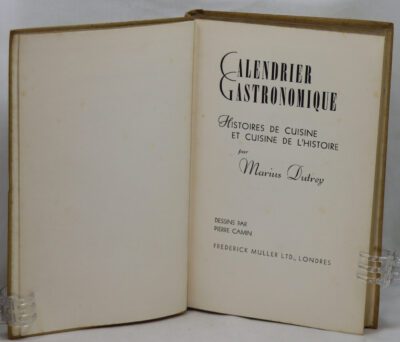 CALENDRIER
GASTRONOMIQUE
HISTOIRES DE CUISINE
ET CUISINE DE L'HISTOIRE
par
Marius Dutrey
DESSINS PAR
PIERRE CAMIN
FREDERICK MULLER LTD., LONDRES